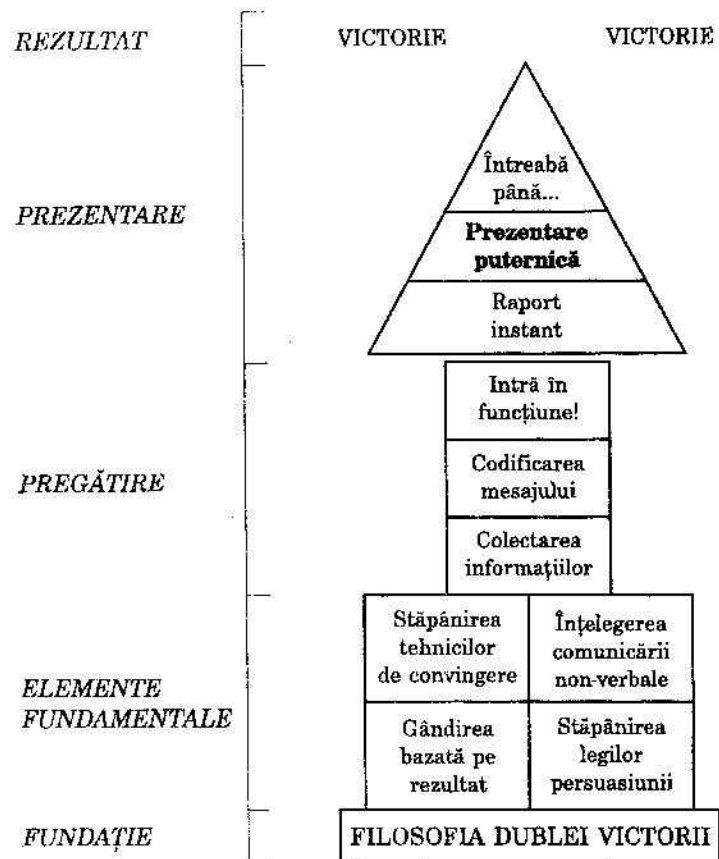 REZULTAT
VICTORIE VICTORIE
PREZENTARE
Întreabă
până...
Prezentare
puternică
Raport
instant
PREGĂTIRE
Intră în
funcțiune!
Codificarea
mesajului
Colectarea
informațiilor
ELEMENTE
FUNDAMENTALE
Stăpânirea
tehnicilor
de convingere
Înțelegerea
comunicării
non-verbale
Gândirea
bazată pe
rezultat
Stăpânirea
legilor
persuasiunii
FUNDAȚIE
FILOSOFIA DUBLEI VICTORII